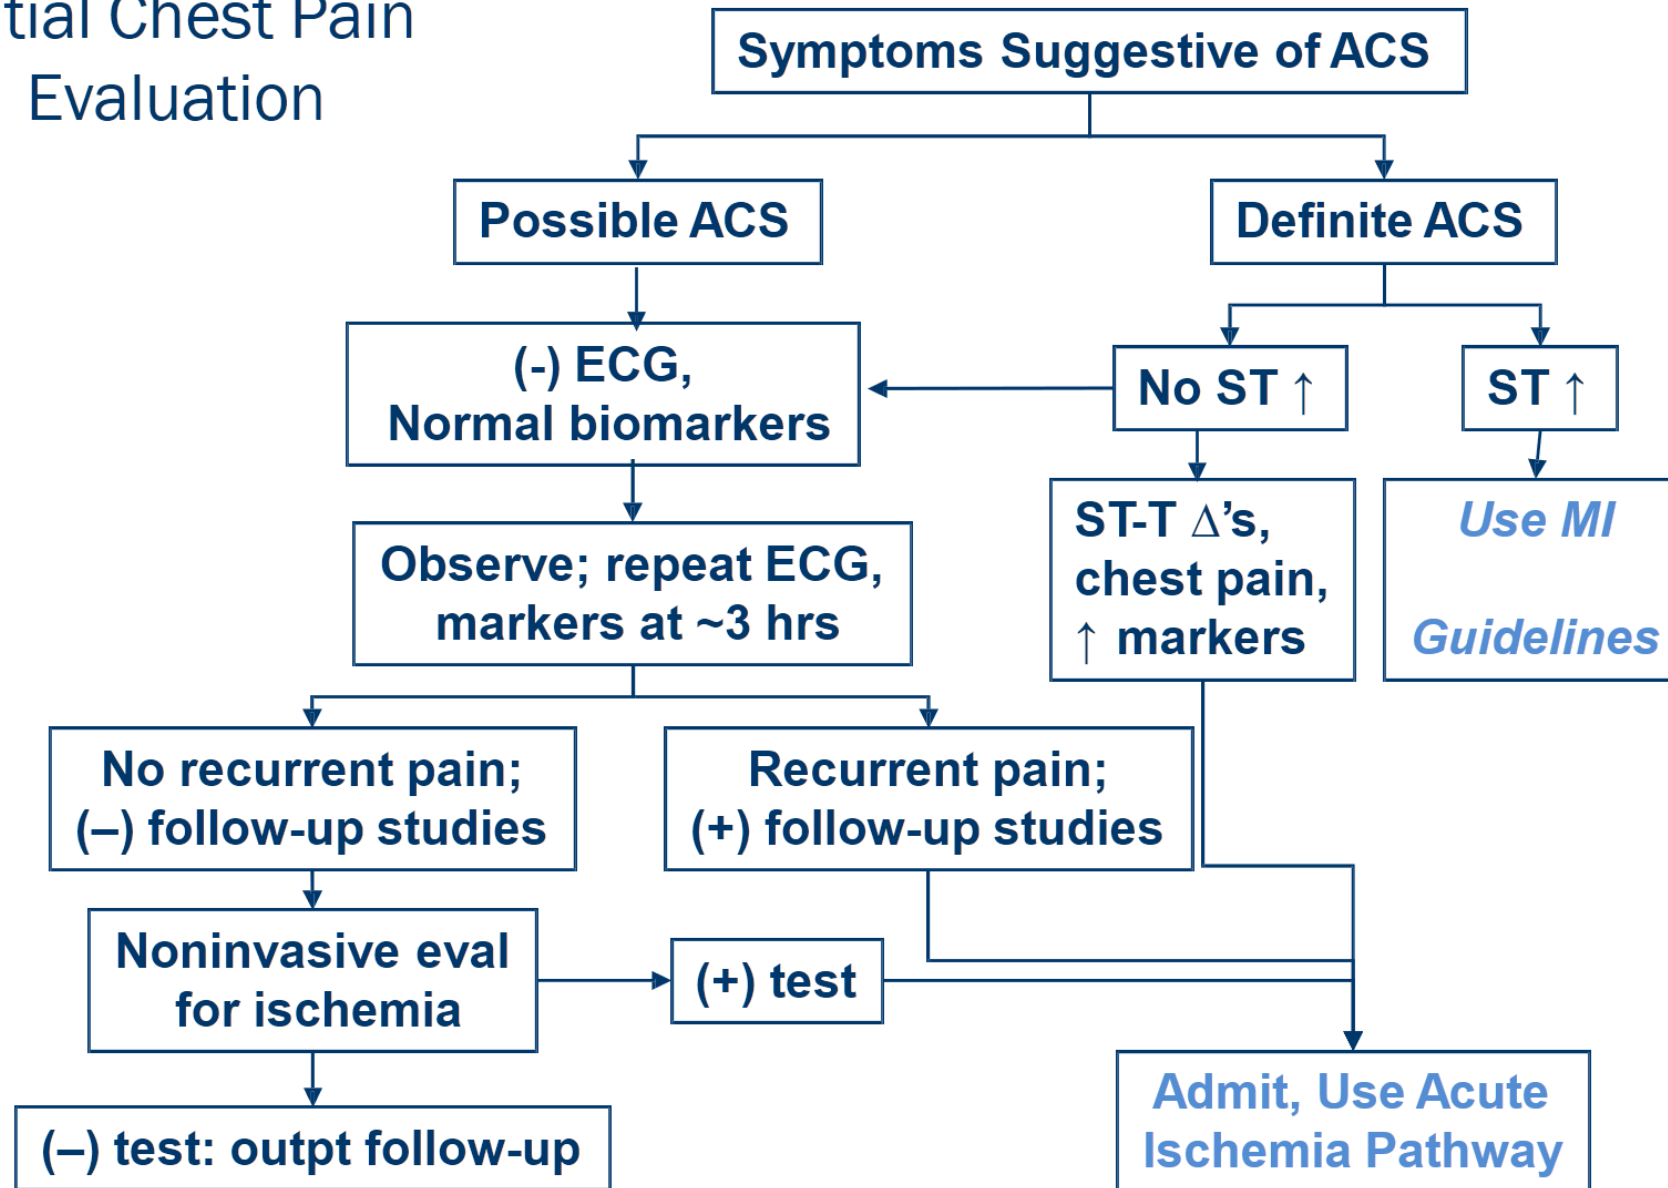 tial Chest Pain
Evaluation
Symptoms Suggestive of ACS
Possible ACS
Definite ACS
(-) ECG,
Normal biomarkers
No ST ↑
ST ↑
Observe; repeat ECG,
markers at ~3 hrs
ST-T Δ’s,
chest pain,
↑ markers
Use MI
Guidelines
No recurrent pain;
(–) follow-up studies
Recurrent pain;
(+) follow-up studies
Noninvasive eval
for ischemia
(+) test
(–) test: outpt follow-up
Admit, Use Acute
Ischemia Pathway